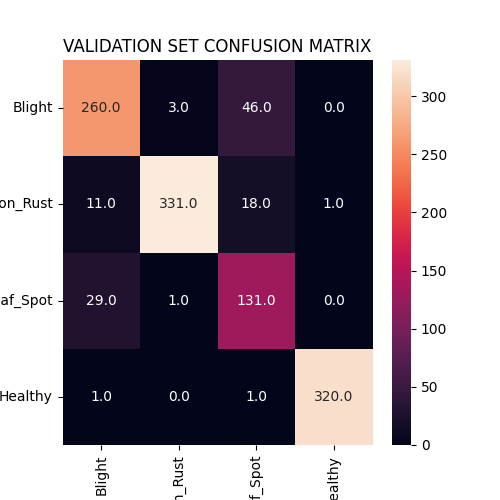 VALIDATION SET CONFUSION MATRIX
Blight 260.0 3.0 46.0 0.0
on_Rust 11.0 331.0 18.0 1.0
af_Spot 29.0 1.0 131.0 0.0
Healthy 1.0 0.0 1.0 320.0
Blight
n_Rust
f_Spot
ealthy
300
250
200
150
100
50
0